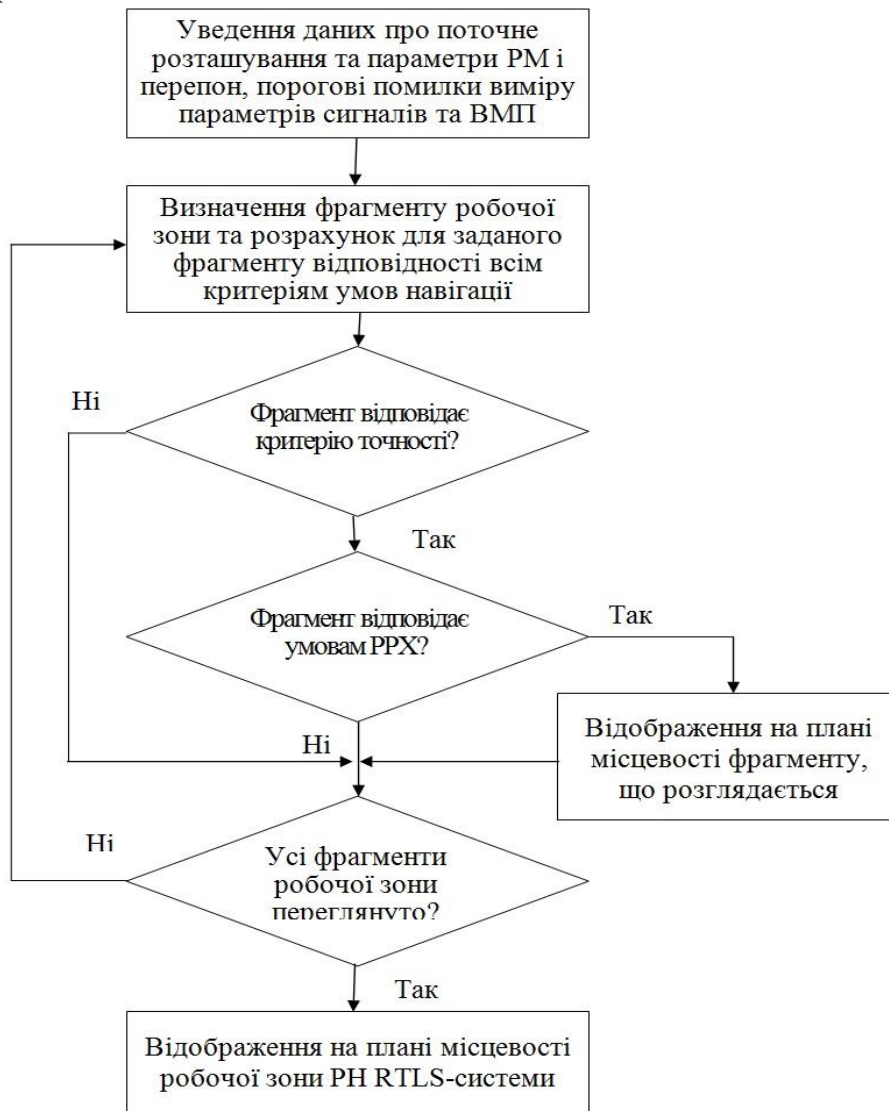 Уведення даних про поточне
розташування та параметри РМ і
перепон, порогові помилки виміру
параметрів сигналів та ВМП
Визначення фрагменту робочої
зони та розрахунок для заданого
фрагменту відповідності всім
критеріям умов навігації
Ні
Фрагмент відповідає
критерію точності?
Так
Фрагмент відповідає
умовам РРХ?
Так
Відображення на плані
місцевості фрагменту,
що розглядається
Ні
Ні
Усі фрагменти
робочої зони
переглянуто?
Так
Відображення на плані місцевості
робочої зони РН RTLS-системи